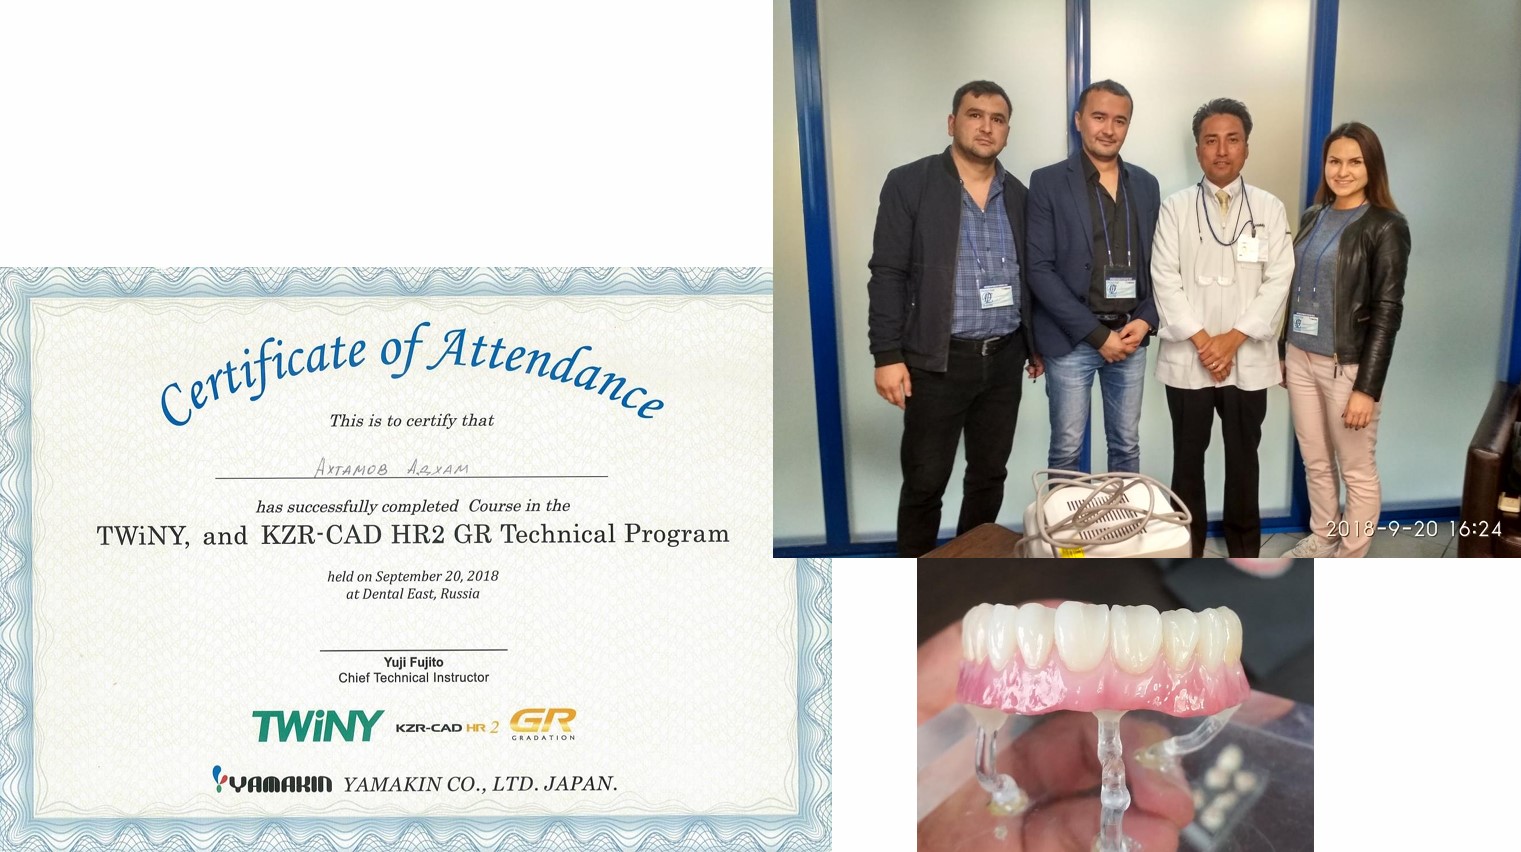 Certificate of Attendance
This is to certify that
Ахтамов Адхам
has successfully completed Course in the
TWiNY, and KZR-CAD HR2 GR Technical Program
held on September 20, 2018
at Dental East, Russia
Yuji Fujito
Chief Technical Instructor
TWiNY KZR-CAD HR 2 GR
GRADATION
YAMAKIN YAMAKIN CO., LTD. JAPAN.
2018-9-20 16:24